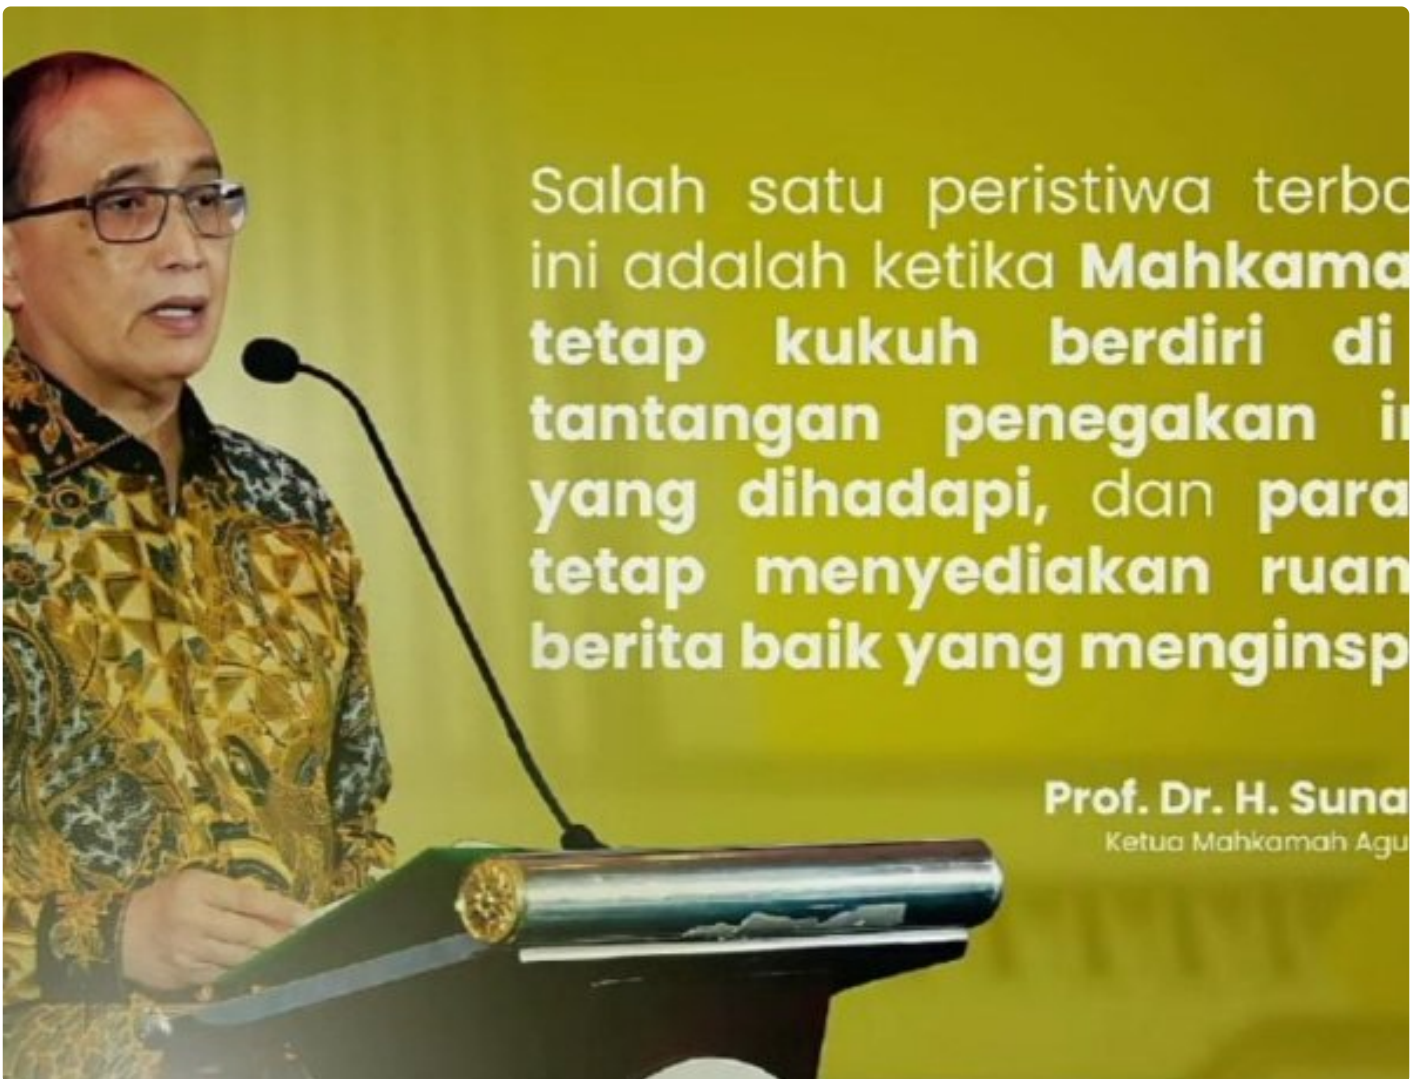 Salah satu peristiwa terba
ini adalah ketika Mahkama
tetap kukuh berdiri di
tantangan penegakan i
yang dihadapi, dan para
tetap menyediakan ruan
berita baik yang menginsp
Prof. Dr. H. Suna
Ketua Mahkamah Agu